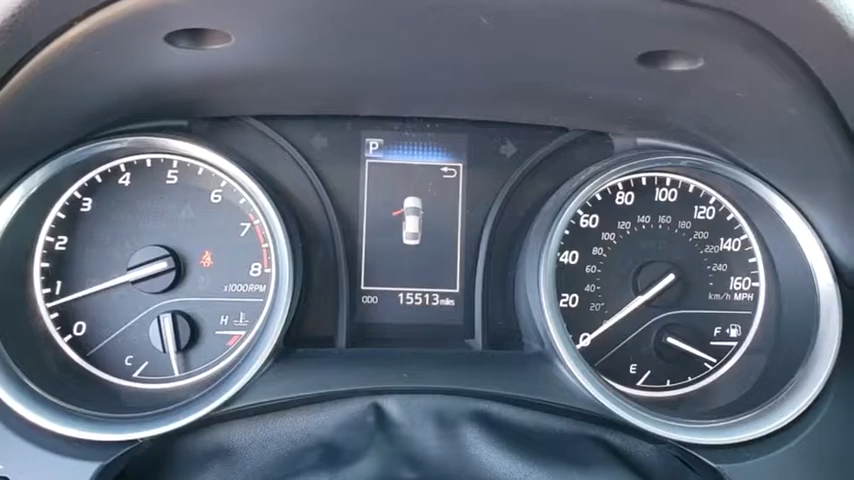 P
0 1 2 3 4 5 6 7 8
x1000RPM
H
C
ODO 15513 miles
0 20 40 60 80 100 120 140 160
20 40 60 80 100 120 140 160 180 200 220 240
km/h MPH
F
E